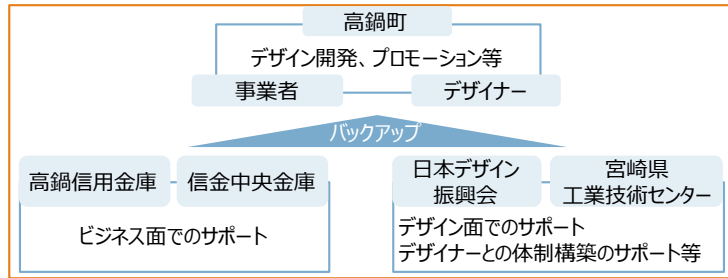 高鍋町
デザイン開発、プロモーション等
事業者
デザイナー
バックアップ
高鍋信用金庫
信金中央金庫
ビジネス面でのサポート
日本デザイン
振興会
宮崎県
工業技術センター
デザイン面でのサポート
デザイナーとの体制構築のサポート等